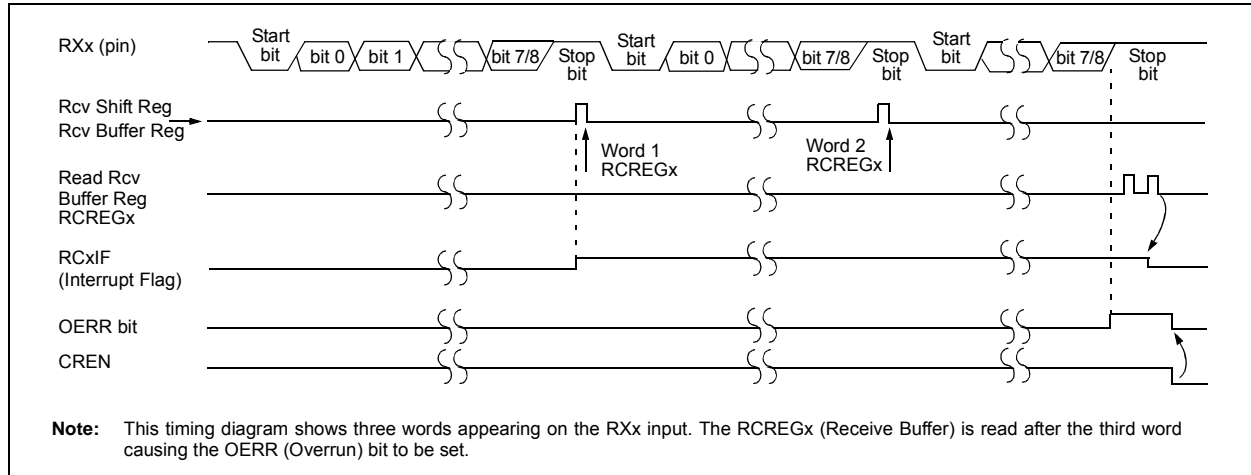 RXx (pin)
Start bit
bit 0
bit 1
bit 7/8
Stop bit
Start bit
bit 0
bit 7/8
Stop bit
Start bit
bit 7/8
Stop bit
Rcv Shift Reg
Rcv Buffer Reg
Word 1
RCREGx
Word 2
RCREGx
Read Rcv
Buffer Reg
RCREGx
RCxIF
(Interrupt Flag)
OERR bit
CREN
Note: This timing diagram shows three words appearing on the RXx input. The RCREGx (Receive Buffer) is read after the third word
causing the OERR (Overrun) bit to be set.